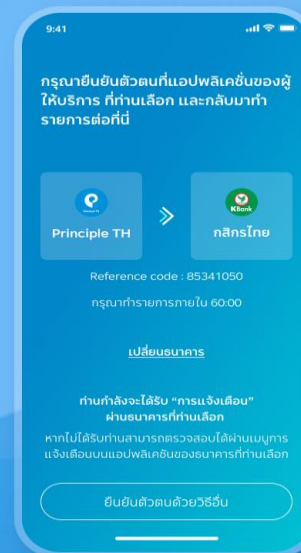 9:41
กรุณายืนยันตัวตนที่แอปพลิเคชั่นของผู้
ให้บริการ ที่ท่านเลือก และกลับมาทำ
รายการต่อที่นี่
KBank
Principle TH
กสิกรไทย
Reference code : 85341050
กรุณาทำรายการภายใน 60:00
เปลี่ยนธนาคาร
ท่านกำลังจะได้รับ “การแจ้งเตือน”
ผ่านธนาคารที่ท่านเลือก
หากไม่ได้รับท่านสามารถตรวจสอบได้ผ่านเมนูการ
แจ้งเตือนบนแอปพลิเคชันของธนาคารที่ท่านเลือก
ยืนยันตัวตนด้วยวิธีอื่น